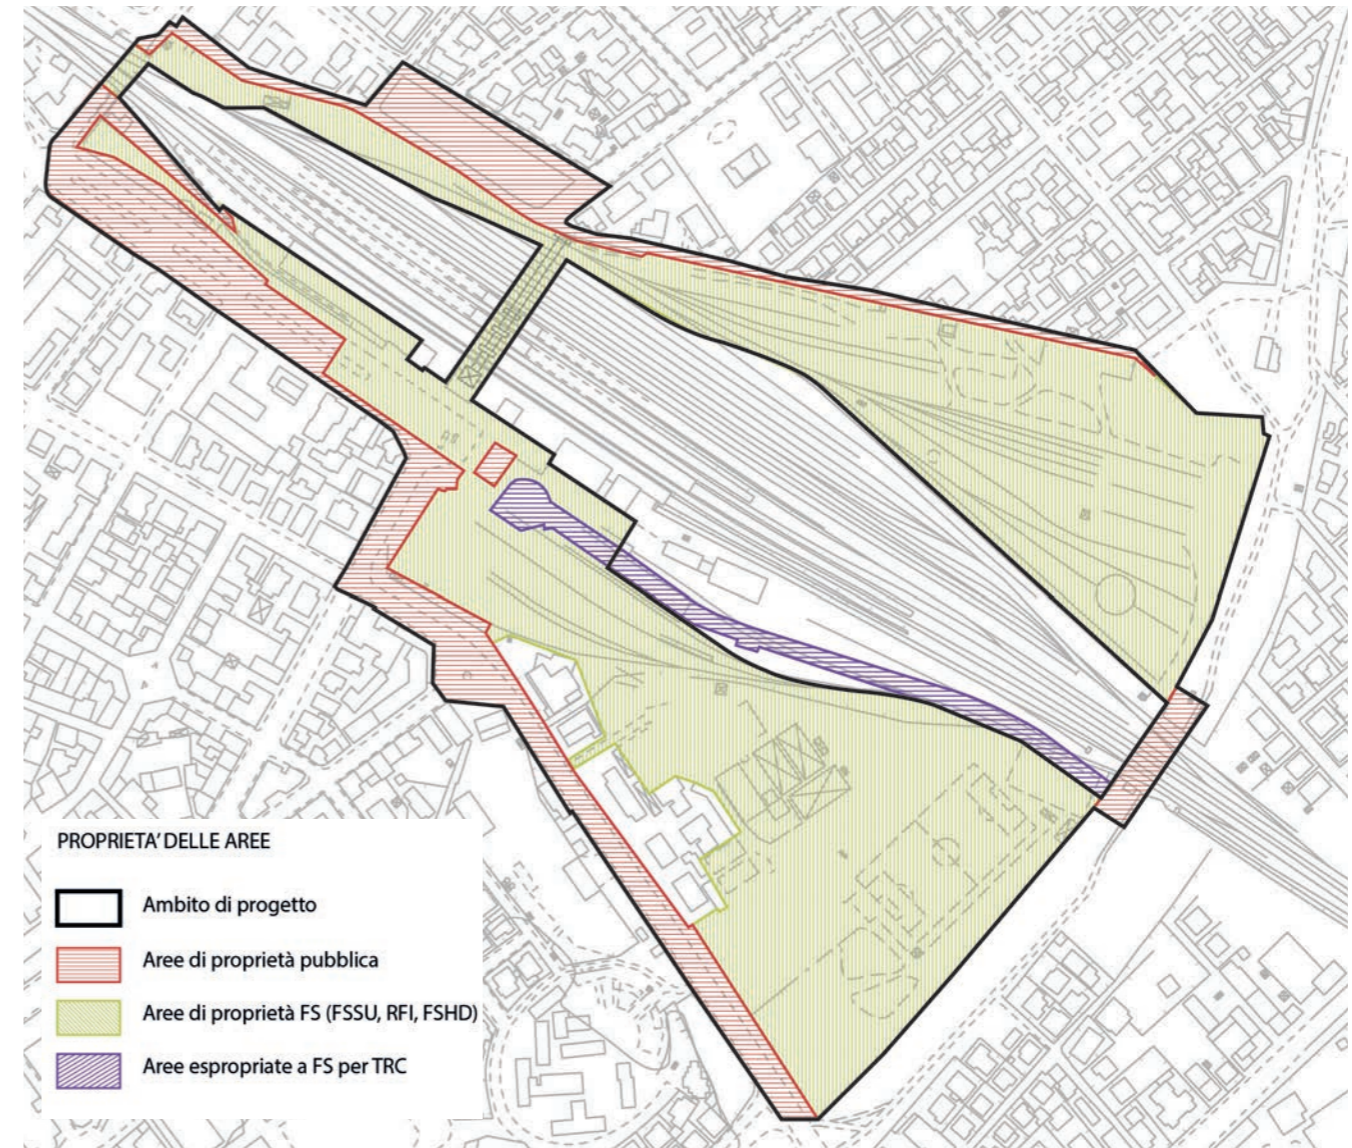 PROPRIETA' DELLE AREE
Ambito di progetto
Aree di proprietà pubblica
Aree di proprietà FS (FSSU, RFI, FSHD)
Aree espropriate a FS per TRC